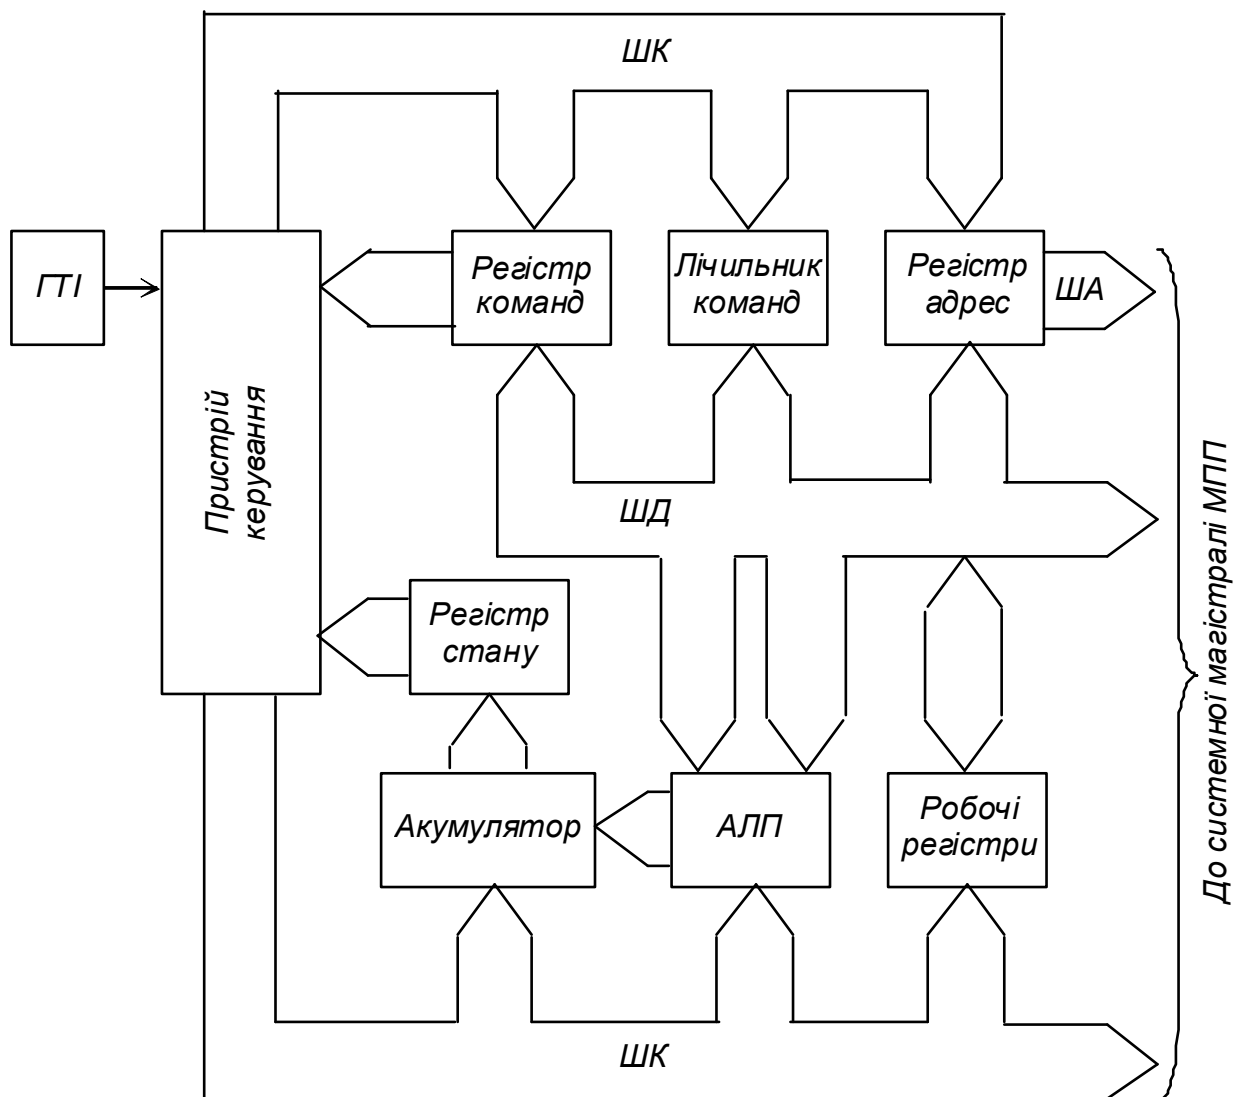 ШК
ГТІ
Регістр
команд
Лічильник
команд
Регістр
адрес
ША
Пристрій
керування
ШД
Регістр
стану
Акумулятор
АЛП
Робочі
регістри
ШК
До системної магістралі МПП